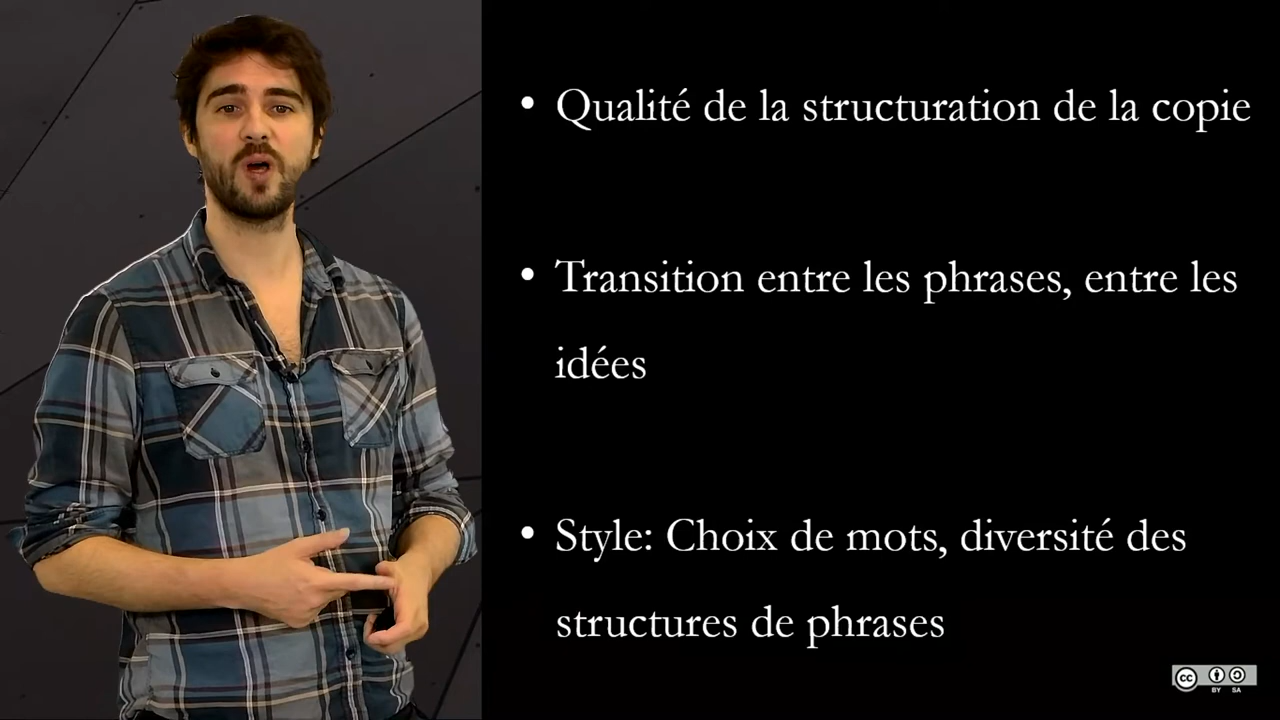 • Qualité de la structuration de la copie
• Transition entre les phrases, entre les
idées
• Style: Choix de mots, diversité des
structures de phrases
cc
BY SA